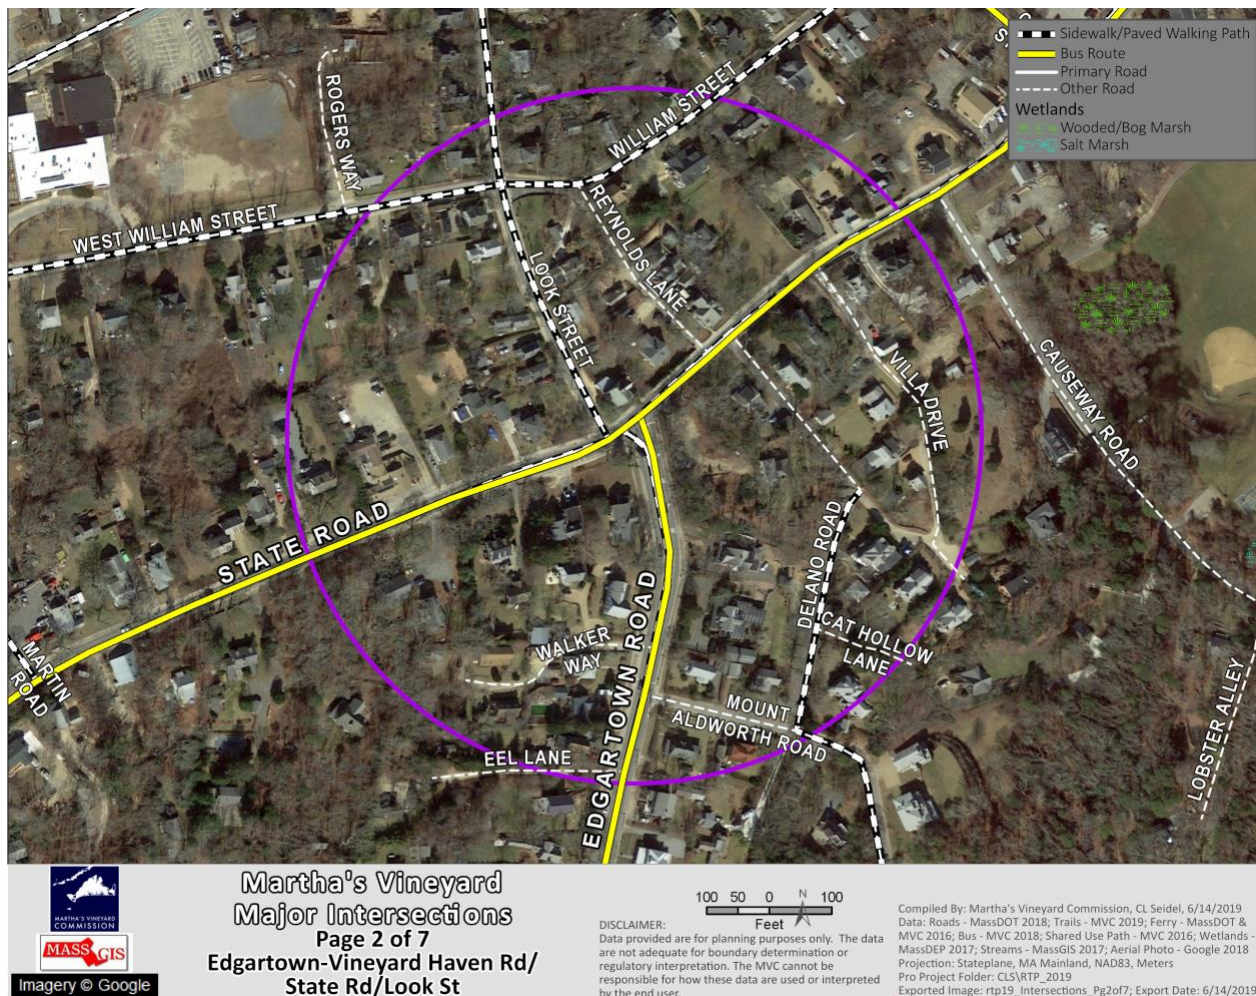 Sidewalk/Paved Walking Path
Bus Route
Primary Road
Other Road
Wetlands
Wooded/Bog Marsh
Salt Marsh
ROGERS WAY
WILLIAM STREET
WEST WILLIAM STREET
REYNOLDS LANE
LOOK STREET
VILLA DRIVE
CAUSEWAY ROAD
STATE ROAD
DELANO ROAD
EDGARTOWN ROAD
CAT HOLLOW
LANE
WALKER
WAY
MARTIN
ROAD
MOUNT
ALDWORTH ROAD
EEL LANE
LOBSTER ALLEY
MARTHA'S VINEYARD
COMMISSION
MASS GIS
Imagery © Google
Martha's Vineyard
Major Intersections
Page 2 of 7
Edgartown-Vineyard Haven Rd/
State Rd/Look St
100 50 0 100
N
Feet
DISCLAIMER:
Data provided are for planning purposes only. The data
are not adequate for boundary determination or
regulatory interpretation. The MVC cannot be
responsible for how these data are used or interpreted
by the end user.
Compiled By: Martha's Vineyard Commission, CL Seidel, 6/14/2019
Data: Roads - MassDOT 2018; Trails - MVC 2019; Ferry - MassDOT &
MVC 2016; Bus - MVC 2018; Shared Use Path - MVC 2016; Wetlands -
MassDEP 2017; Streams - MassGIS 2017; Aerial Photo - Google 2018
Projection: Stateplane, MA Mainland, NAD83, Meters
Pro Project Folder: CLS\RTP_2019
Exported Image: rtp19_Intersections_Pg2of7; Export Date: 6/14/2019